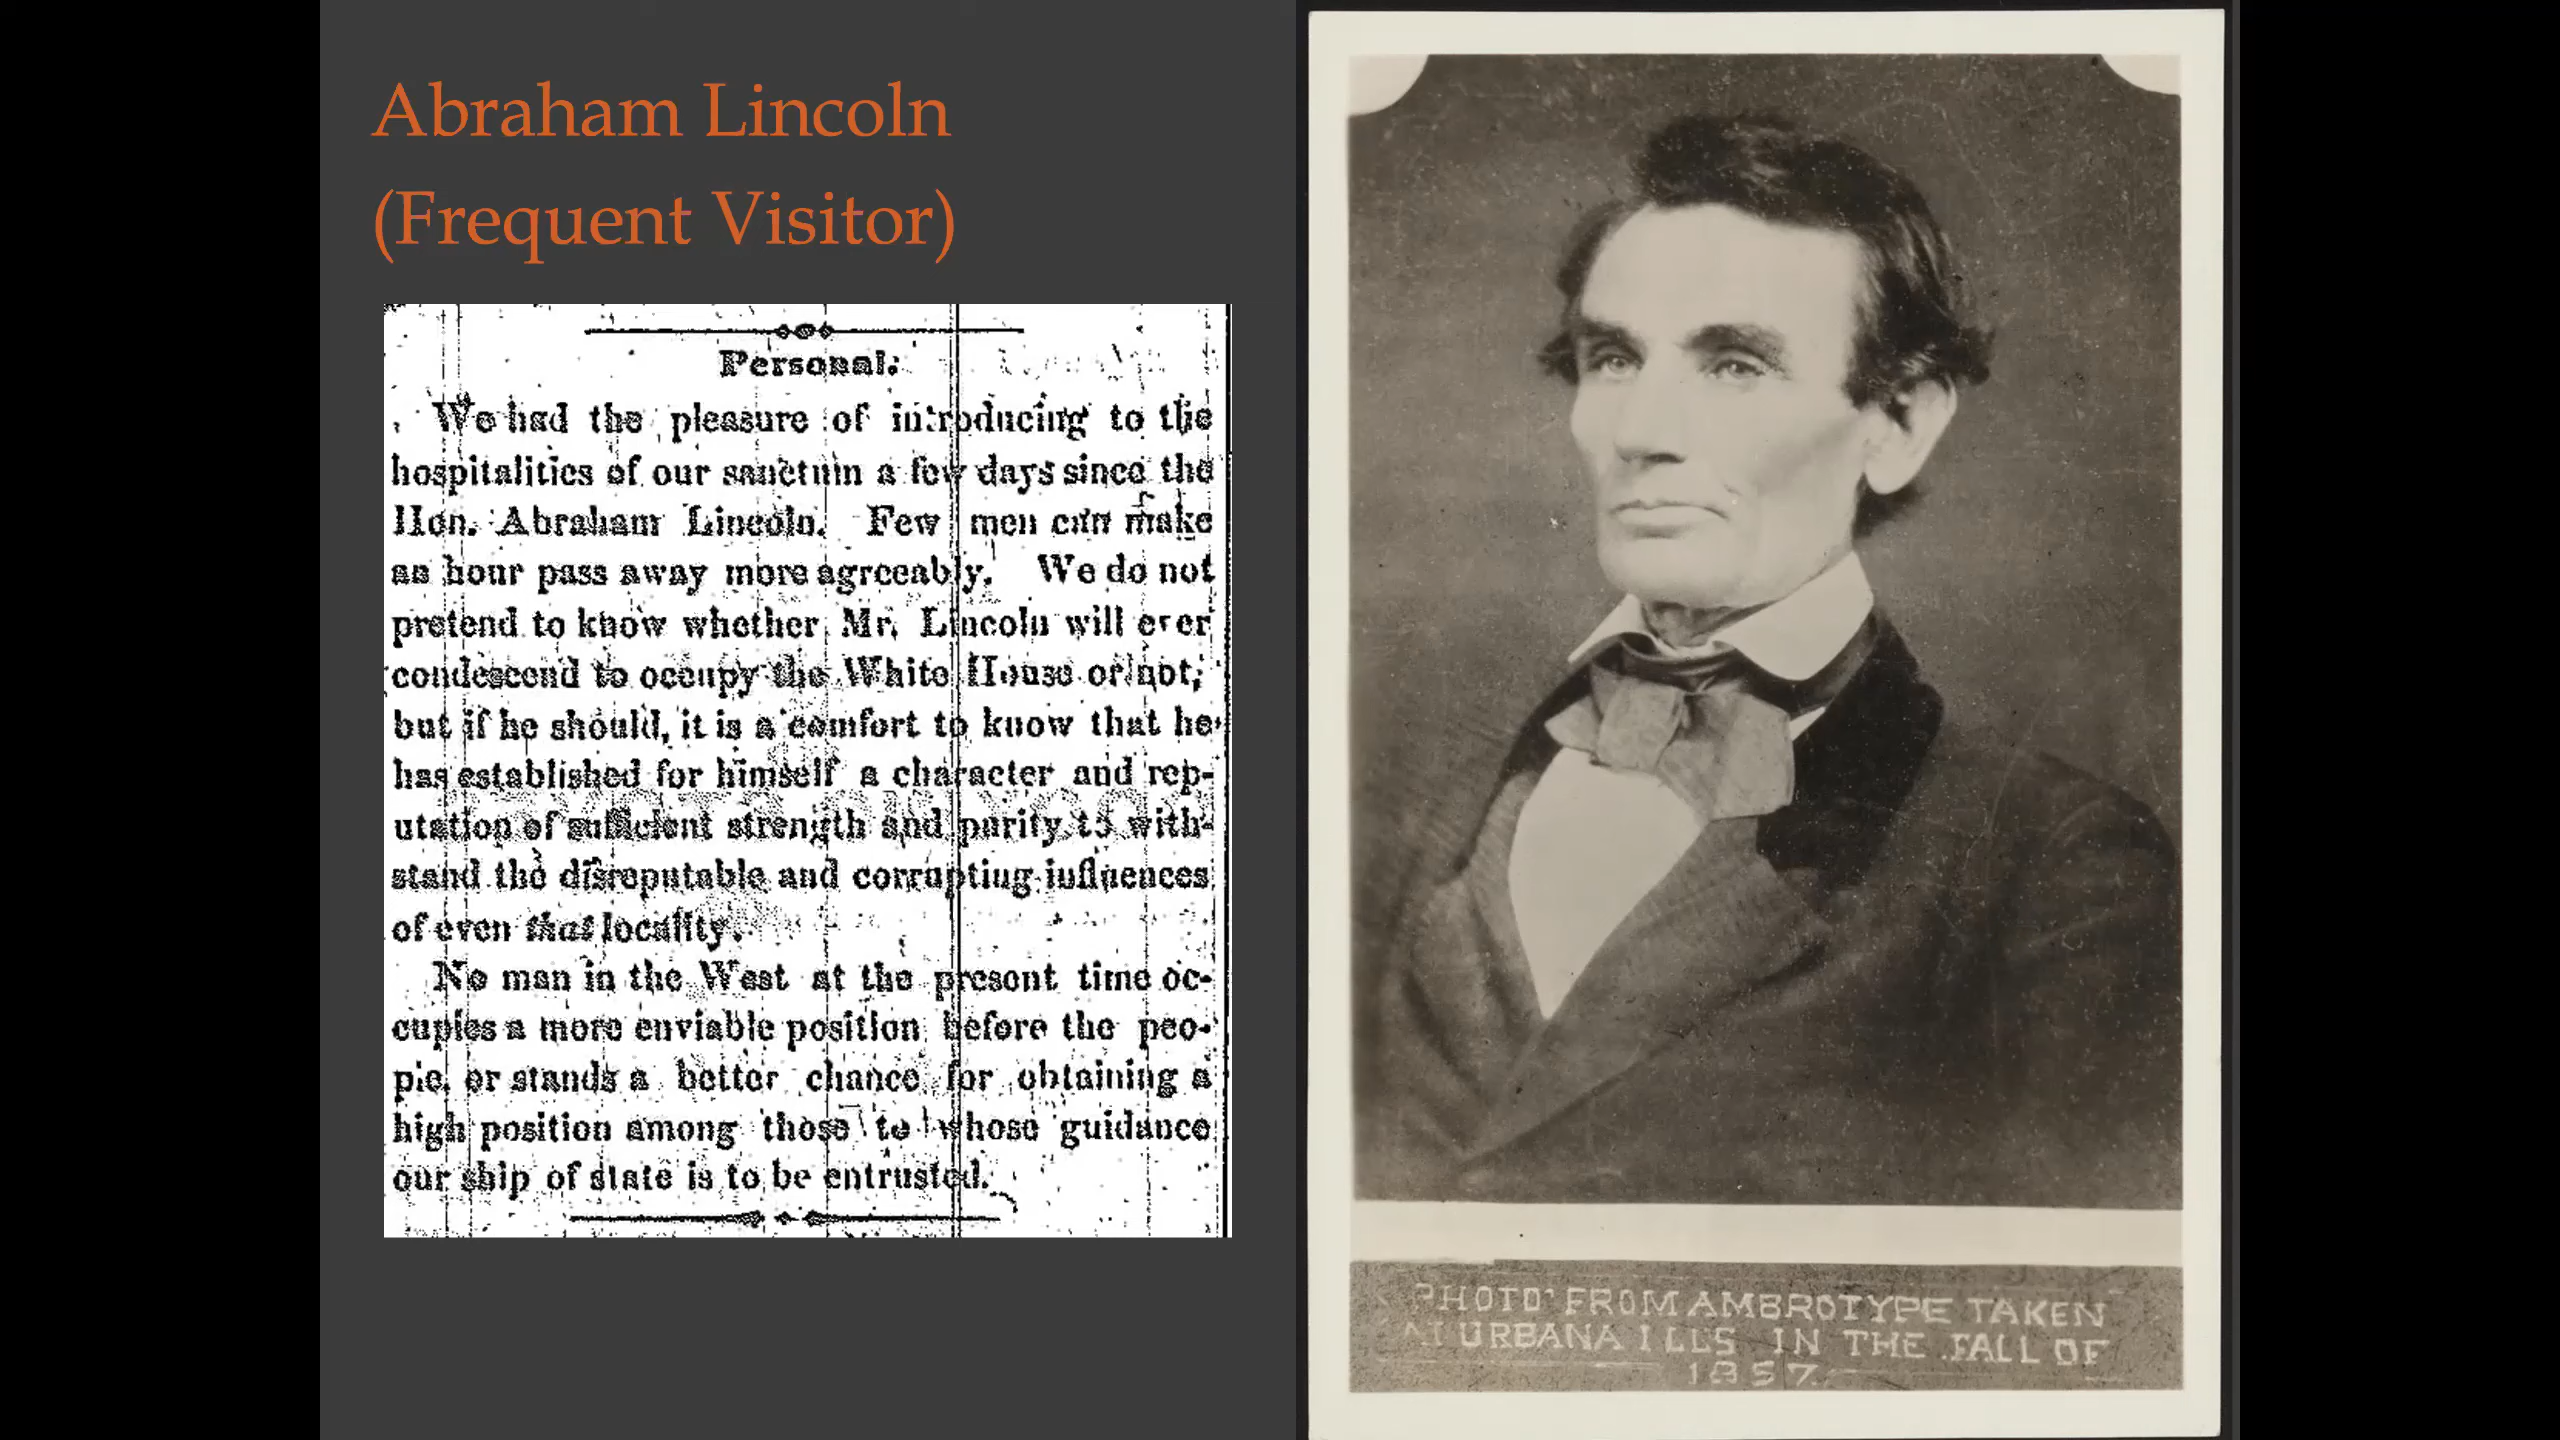 Abraham Lincoln
(Frequent Visitor)
Personal.
We had the pleasure of introducing to the
hospitalities of our sanctum a few days since the
Hon. Abraham Lincoln. Few men can make
an hour pass away more agreeably. We do not
pretend to know whether Mr. Lincoln will ever
condescend to occupy the White House or not,
but if he should, it is a comfort to know that he
has established for himself a character and rep-
utation of sufficient strength and purity to with-
stand the disreputable and corrupting influences
of even that locality.
No man in the West at the present time oc-
cupies a more enviable position before the peo-
ple, or stands a better chance for obtaining a
high position among those to whose guidance
our ship of state is to be entrusted.
PHOTO FROM AMBROTYPE TAKEN
AT URBANA ILLS IN THE FALL OF
1857